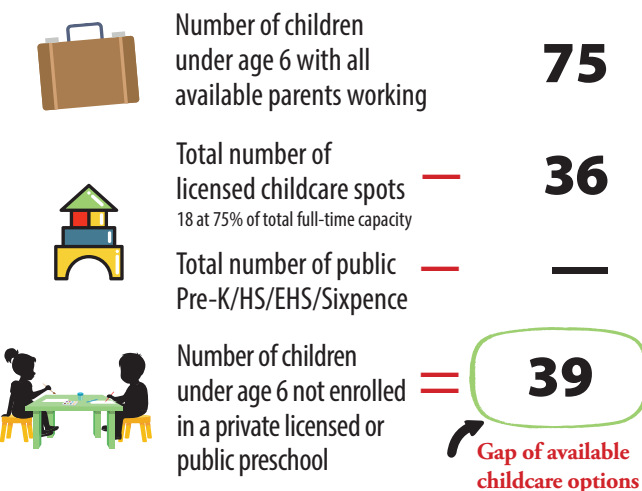 Number of children
under age 6 with all
available parents working
75
Total number of
licensed childcare spots
— 36
18 at 75% of total full-time capacity
Total number of public
Pre-K/HS/EHS/Sixpence
— —
Number of children
under age 6 not enrolled
in a private licensed or
public preschool
= 39
Gap of available
childcare options